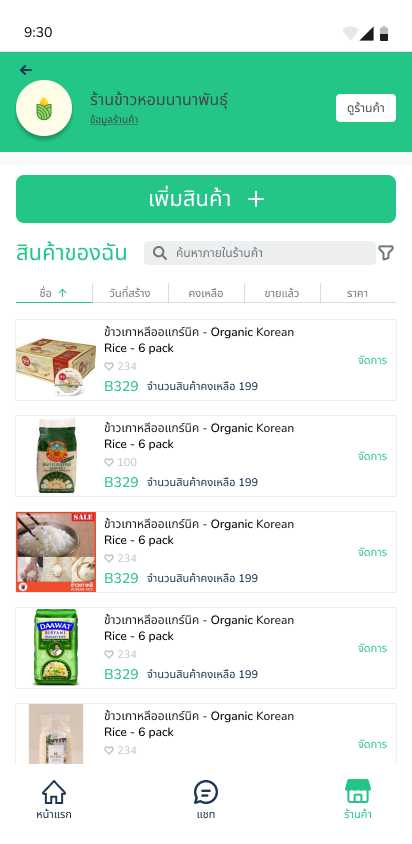 9:30
ร้านข้าวหอมนานาพันธุ์
ข้อมูลร้านค้า
ดูร้านค้า
เพิ่มสินค้า
สินค้าของฉัน
ค้นหาภายในร้านค้า
ชื่อ
วันที่สร้าง
คงเหลือ
ขายแล้ว
ราคา
ข้าวเกาหลีออแกร์นิค - Organic Korean
Rice - 6 pack
234
B329 จำนวนสินค้าคงเหลือ 199
จัดการ
ข้าวเกาหลีออแกร์นิค - Organic Korean
Rice - 6 pack
100
B329 จำนวนสินค้าคงเหลือ 199
จัดการ
SALE
ข้าวเกาหลีออแกร์นิค - Organic Korean
Rice - 6 pack
234
B329 จำนวนสินค้าคงเหลือ 199
จัดการ
DAAWAT
ข้าวเกาหลีออแกร์นิค - Organic Korean
Rice - 6 pack
234
B329 จำนวนสินค้าคงเหลือ 199
จัดการ
ข้าวเกาหลีออแกร์นิค - Organic Korean
Rice - 6 pack
234
จัดการ
หน้าแรก
แชท
ร้านค้า